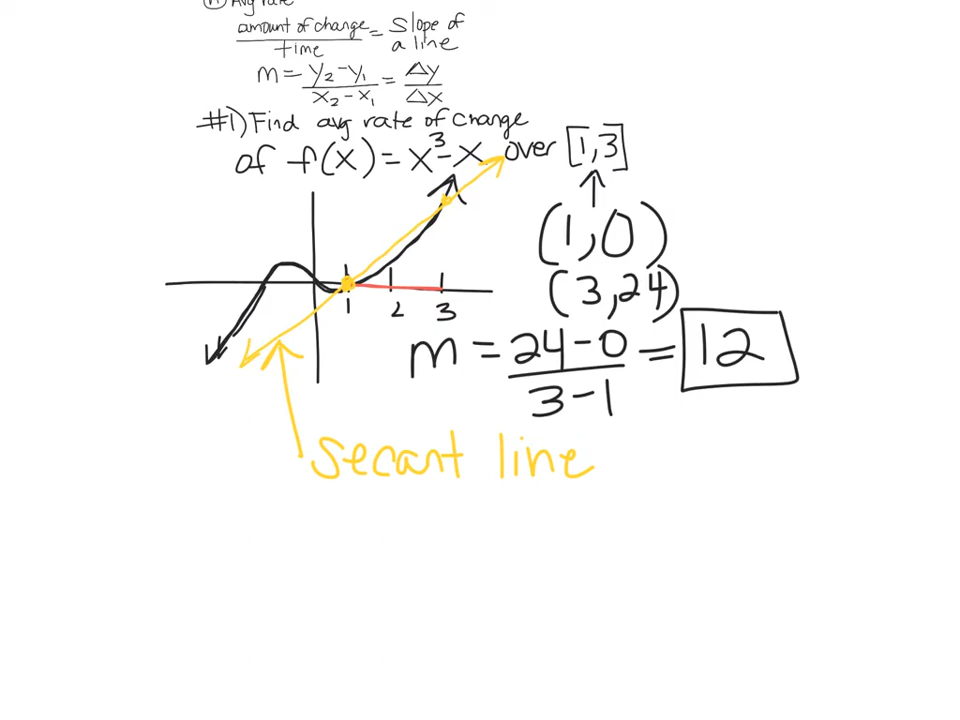 Avg rate
amount of change / time = slope of a line
m = y₂-y₁ / x₂-x₁ = Δy / Δx
#1) Find avg rate of change
of f(x) = x³-x over [1,3]
(1,0)
(3,24)
1 2 3
m = 24-0 / 3-1 = 12
secant line